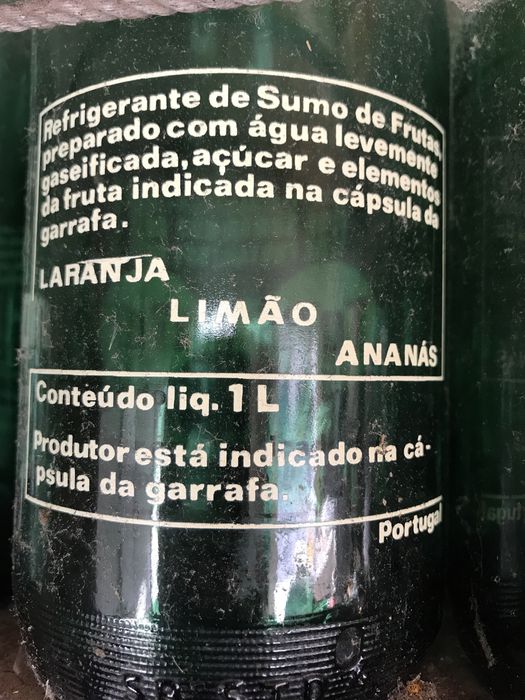 Refrigerante de Sumo de Frutas,
preparado com água levemente
gaseificada, açúcar e elementos
da fruta indicada na cápsula da
garrafa.
LARANJA
LIMÃO
ANANÁS
Conteúdo liq. 1 L
Produtor está indicado na cá-
psula da garrafa.
Portugal